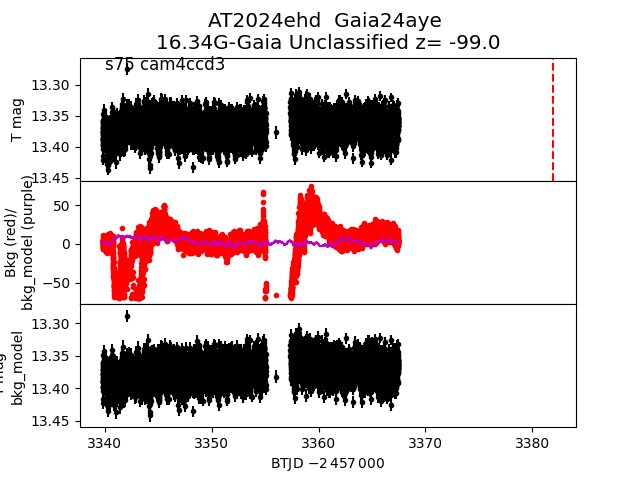 AT2024ehd  Gaia24aye
16.34G-Gaia Unclassified z= -99.0
s75 cam4ccd3
13.30
13.35
13.40
13.45
T mag
50
0
−50
Bkg (red)/
bkg_model (purple)
13.30
13.35
13.40
13.45
mag
bkg_model
3340
3350
3360
3370
3380
BTJD −2 457 000